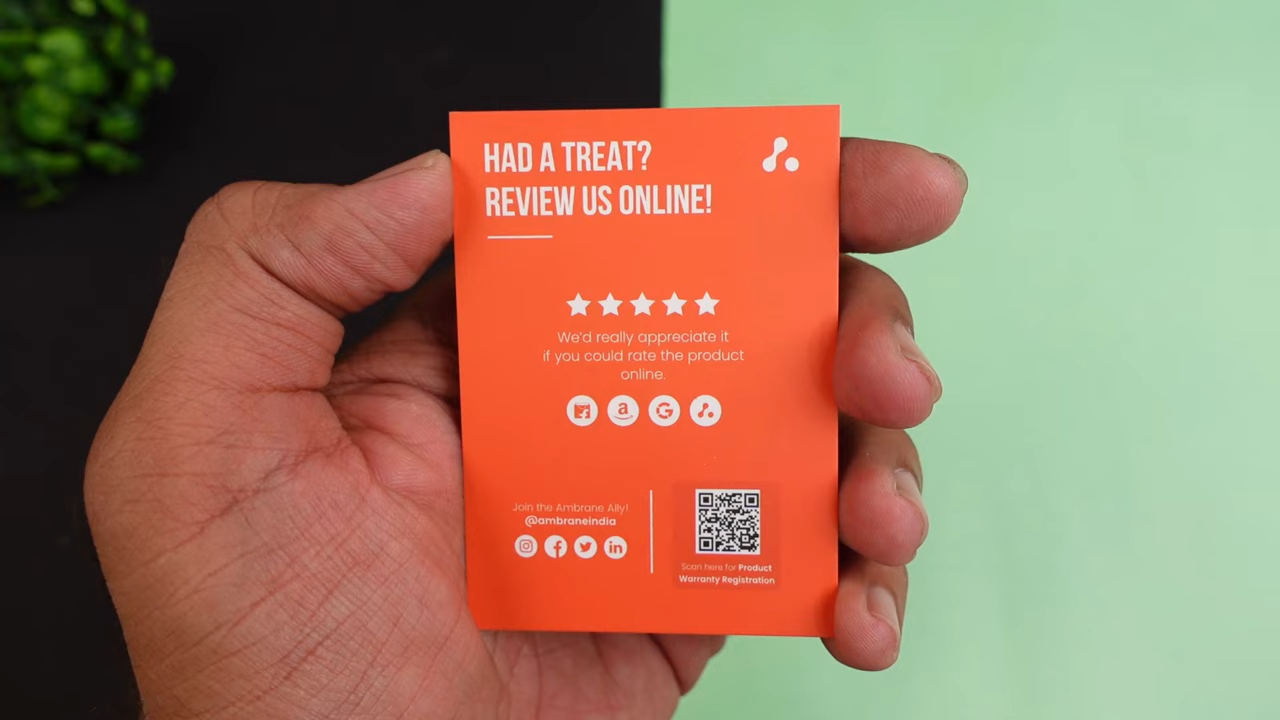 HAD A TREAT?
REVIEW US ONLINE!
We'd really appreciate it
if you could rate the product
online.
Join the Ambrane Ally!
@ambraneindia
Scan here for Product
Warranty Registration